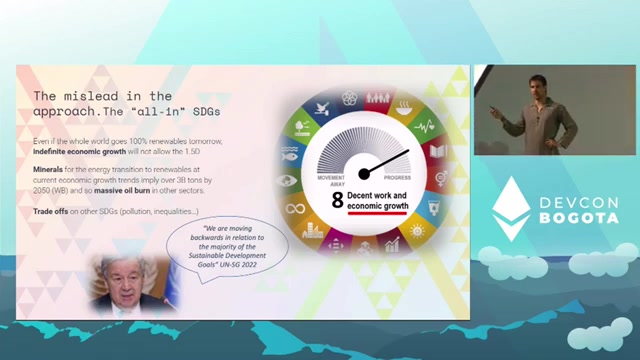 The mislead in the
approach.The “all-in” SDGs
Even if the whole world goes 100% renewables tomorrow,
indefinite economic growth will not allow the 1.5D
Minerals for the energy transition to renewables at
current economic growth trends imply over 3B tons by
2050 (WB) and so massive oil burn in other sectors.
Trade offs on other SDGs (pollution, inequalities...)
"We are moving
backwards in relation to
the majority of the
Sustainable Development
Goals" UN-SG 2022
MOVEMENT
AWAY
PROGRESS
8 Decent work and
economic growth
DEVCON
BOGOTA